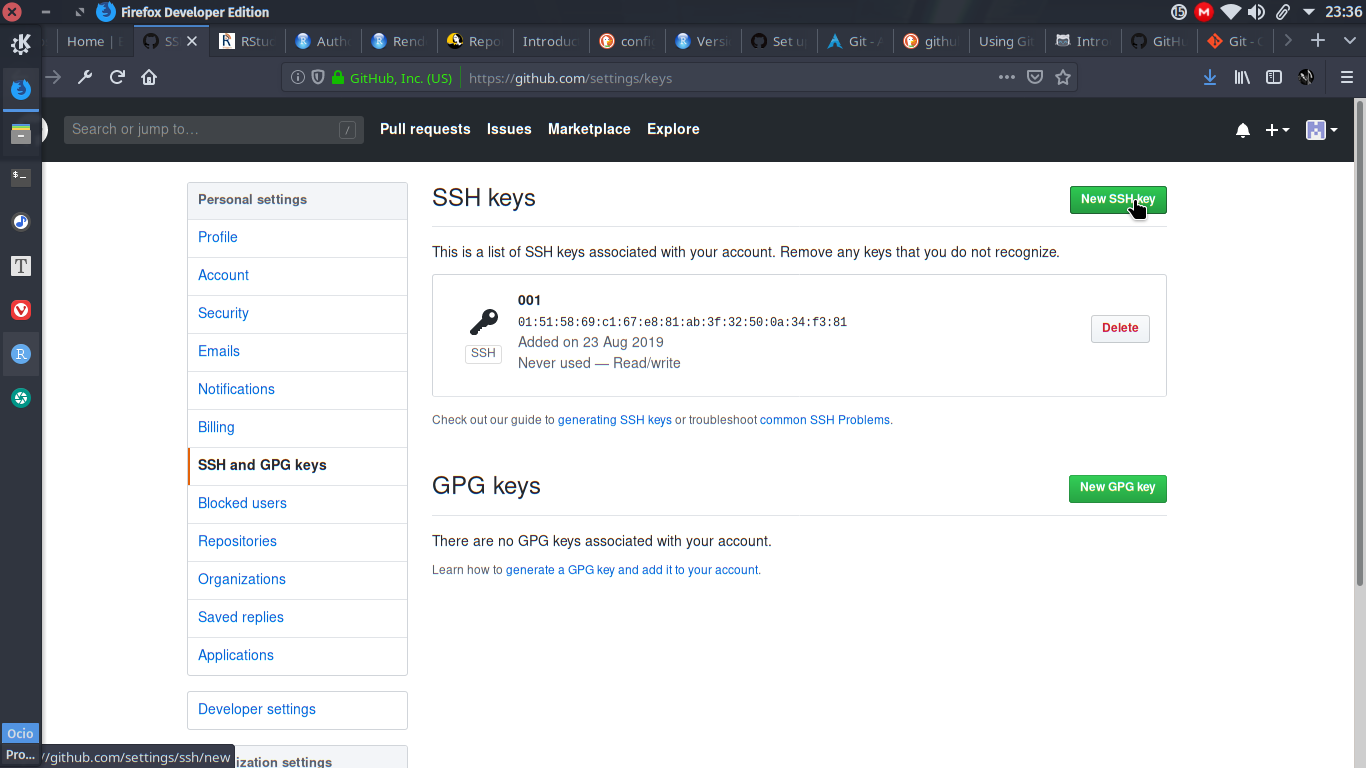 Firefox Developer Edition
23:36
Home | SS RStu Auth Rend Repo Introduc config Versi Set u Git - A githu Using Git Intro GitHu Git - C
GitHub, Inc. (US) https://github.com/settings/keys
Search or jump to… / Pull requests Issues Marketplace Explore
Personal settings
Profile
Account
Security
Emails
Notifications
Billing
SSH and GPG keys
Blocked users
Repositories
Organizations
Saved replies
Applications
Developer settings
ization settings
SSH keys New SSH key
This is a list of SSH keys associated with your account. Remove any keys that you do not recognize.
001
01:51:58:69:c1:67:e8:81:ab:3f:32:50:0a:34:f3:81
Added on 23 Aug 2019
SSH
Never used — Read/write
Delete
Check out our guide to generating SSH keys or troubleshoot common SSH Problems.
GPG keys New GPG key
There are no GPG keys associated with your account.
Learn how to generate a GPG key and add it to your account.
Ocio
Pro...
//github.com/settings/ssh/new